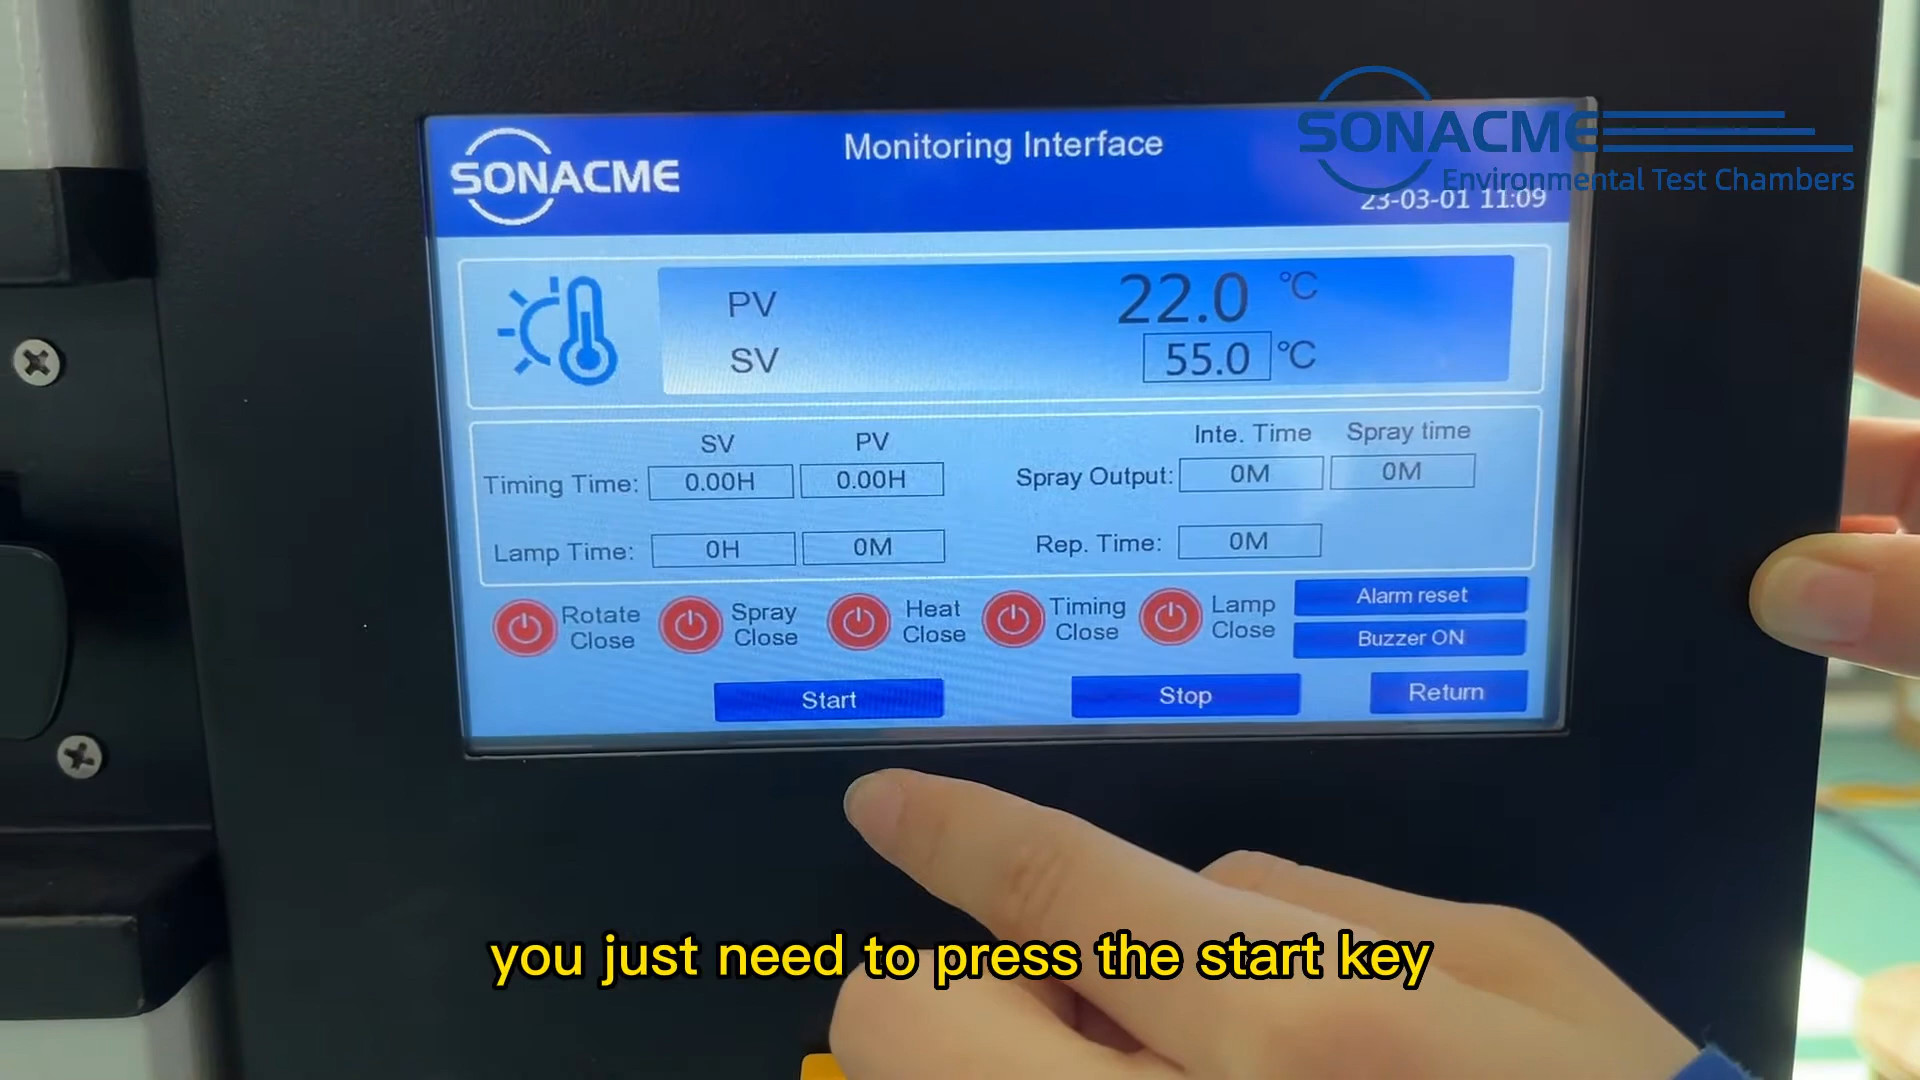 SONACME
Environmental Test Chambers
SONACME
Monitoring Interface
23-03-01 11:09
PV 22.0 °C
SV 55.0 °C
SV PV Inte. Time Spray time
Timing Time: 0.00H 0.00H Spray Output: 0M 0M
Lamp Time: 0H 0M Rep. Time: 0M
Rotate Close
Spray Close
Heat Close
Timing Close
Lamp Close
Alarm reset
Buzzer ON
Start Stop Return
you just need to press the start key